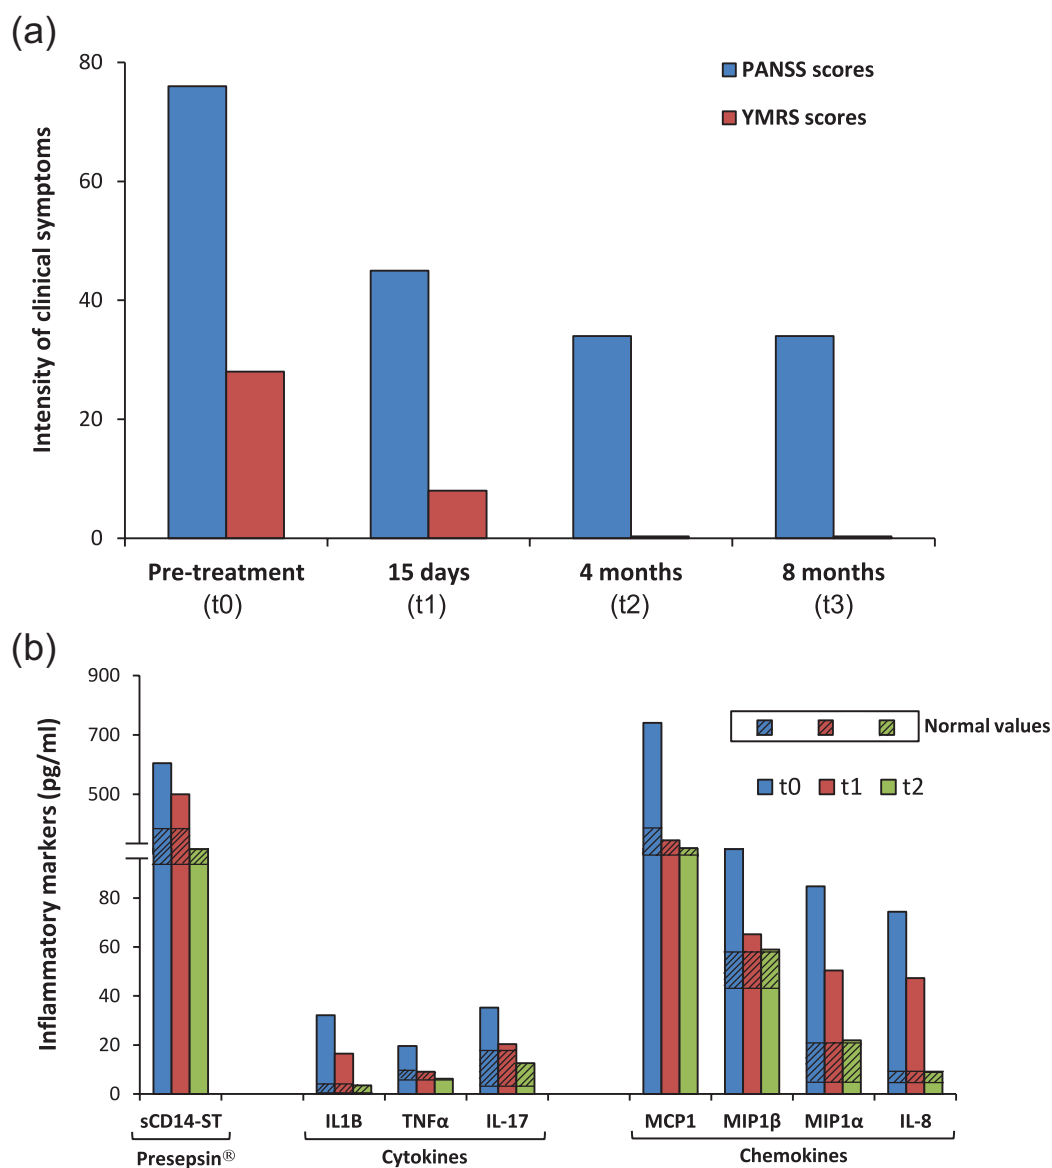 (a)
80
60
40
20
0
Intensity of clinical symptoms
PANSS scores
YMRS scores
Pre-treatment 15 days 4 months 8 months
(t0) (t1) (t2) (t3)
(b)
900
700
500
80
60
40
20
0
Inflammatory markers (pg/ml)
Normal values
t0 t1 t2
sCD14-ST IL1B TNFα IL-17 MCP1 MIP1β MIP1α IL-8
Presepsin® Cytokines Chemokines